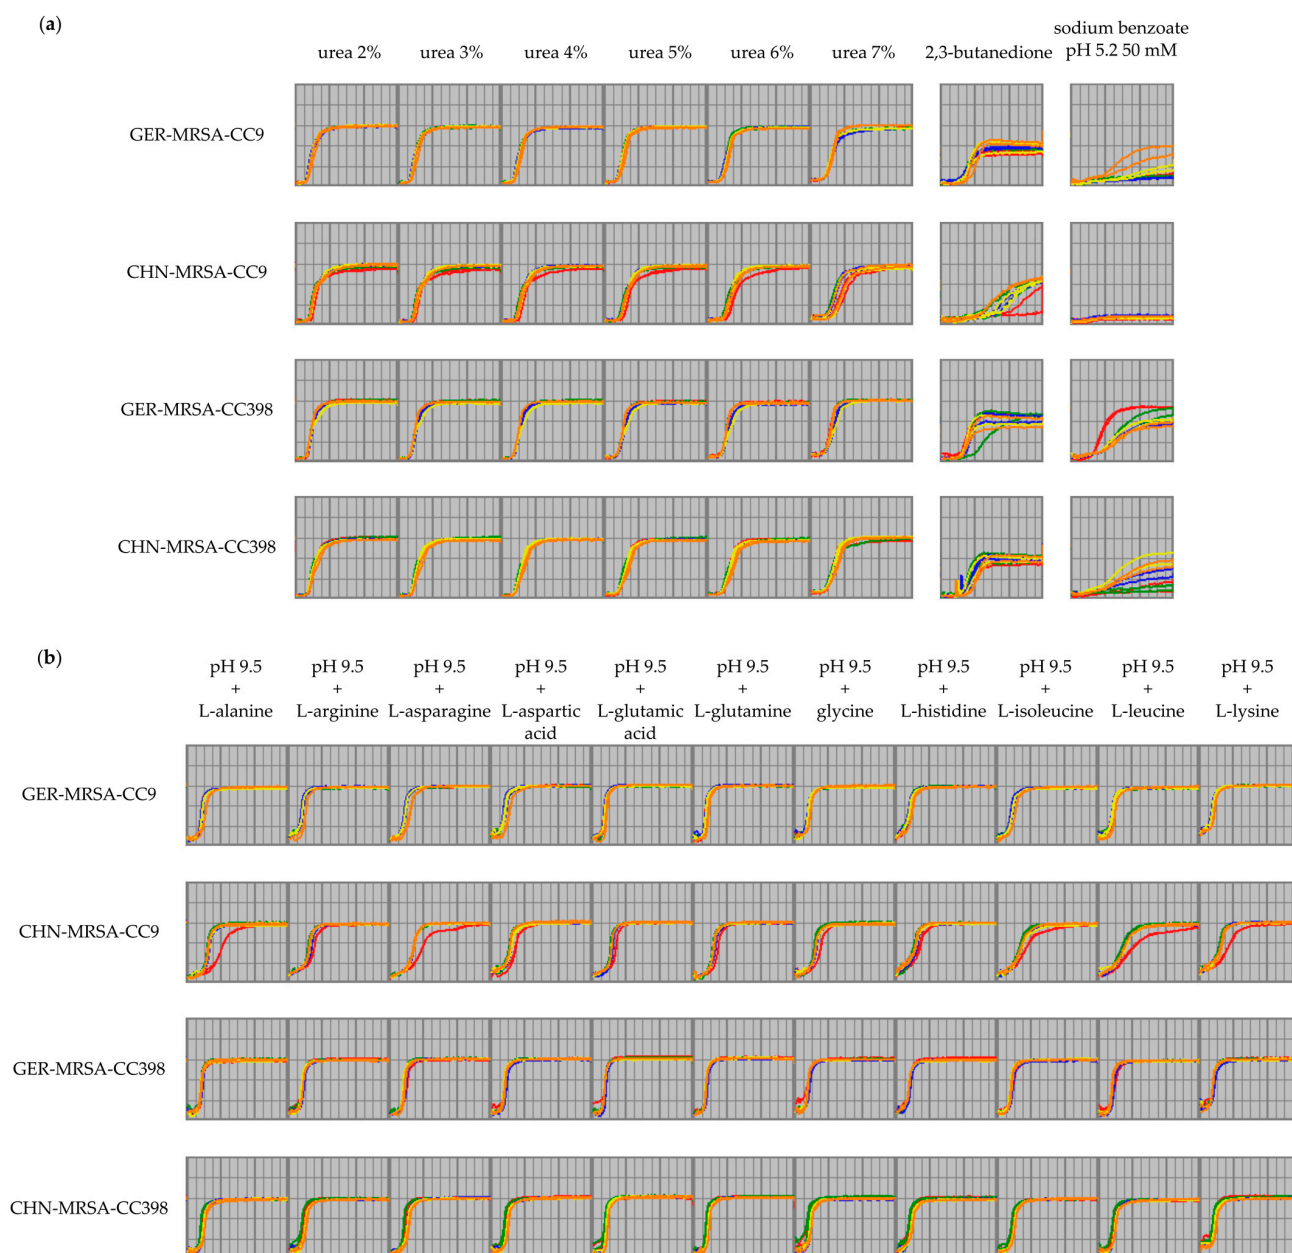 (a)
urea 2% urea 3% urea 4% urea 5% urea 6% urea 7% 2,3-butanedione sodium benzoate
pH 5.2 50 mM
GER-MRSA-CC9
CHN-MRSA-CC9
GER-MRSA-CC398
CHN-MRSA-CC398
(b)
pH 9.5 pH 9.5 pH 9.5 pH 9.5 pH 9.5 pH 9.5 pH 9.5 pH 9.5 pH 9.5 pH 9.5 pH 9.5
+ + + + + + + + + + +
L-alanine L-arginine L-asparagine L-aspartic L-glutamic L-glutamine glycine L-histidine L-isoleucine L-leucine L-lysine
acid acid
GER-MRSA-CC9
CHN-MRSA-CC9
GER-MRSA-CC398
CHN-MRSA-CC398